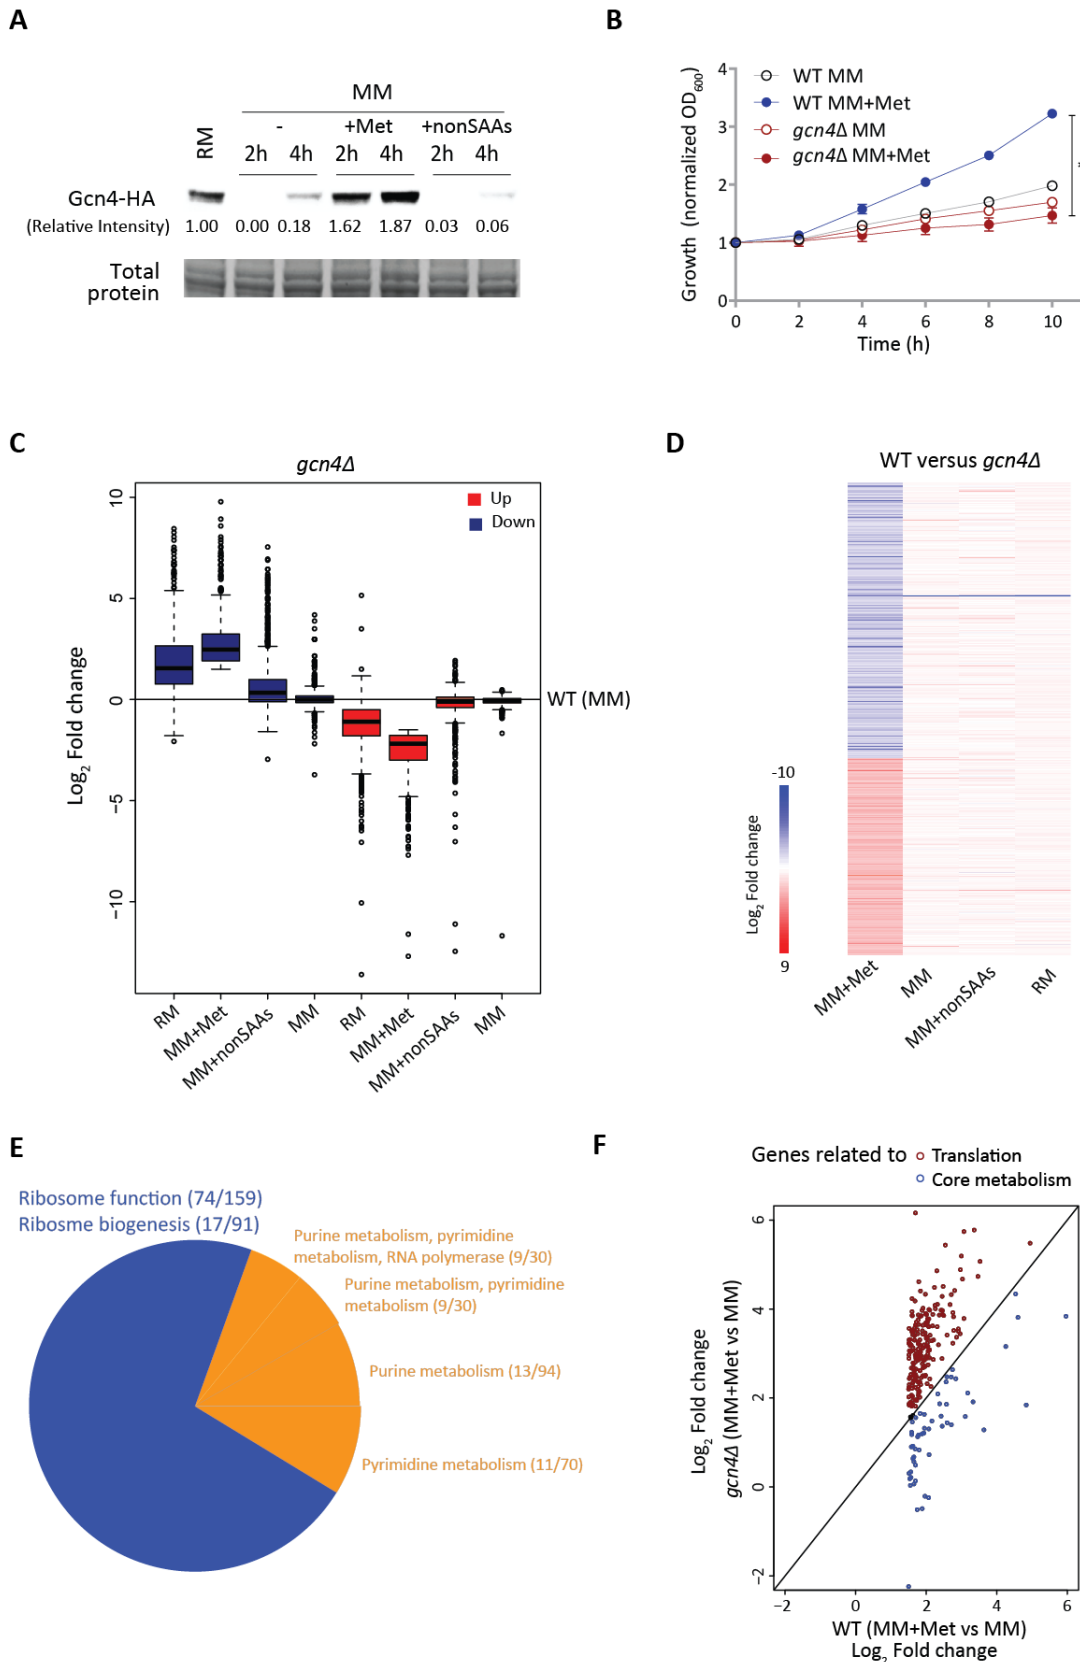 A
MM
RM
-
+Met
+nonSAAs
2h
4h
2h
4h
2h
4h
Gcn4-HA
(Relative Intensity)
1.00
0.00
0.18
1.62
1.87
0.03
0.06
Total
protein
B
Growth (normalized OD600)
4
3
2
1
0
WT MM
WT MM+Met
gcn4Δ MM
gcn4Δ MM+Met
0
2
4
6
8
10
Time (h)
C
gcn4Δ
Up
Down
Log2 Fold change
10
5
0
−5
−10
WT (MM)
RM
MM+Met
MM+nonSAAs
MM
RM
MM+Met
MM+nonSAAs
MM
D
WT versus gcn4Δ
-10
Log2 Fold change
9
MM+Met
MM
MM+nonSAAs
RM
E
Ribosome function (74/159)
Ribosme biogenesis (17/91)
Purine metabolism, pyrimidine
metabolism, RNA polymerase (9/30)
Purine metabolism, pyrimidine
metabolism (9/30)
Purine metabolism (13/94)
Pyrimidine metabolism (11/70)
F
Genes related to
Translation
Core metabolism
Log2 Fold change
gcn4Δ (MM+Met vs MM)
6
4
2
0
−2
−2
0
2
4
6
WT (MM+Met vs MM)
Log2 Fold change